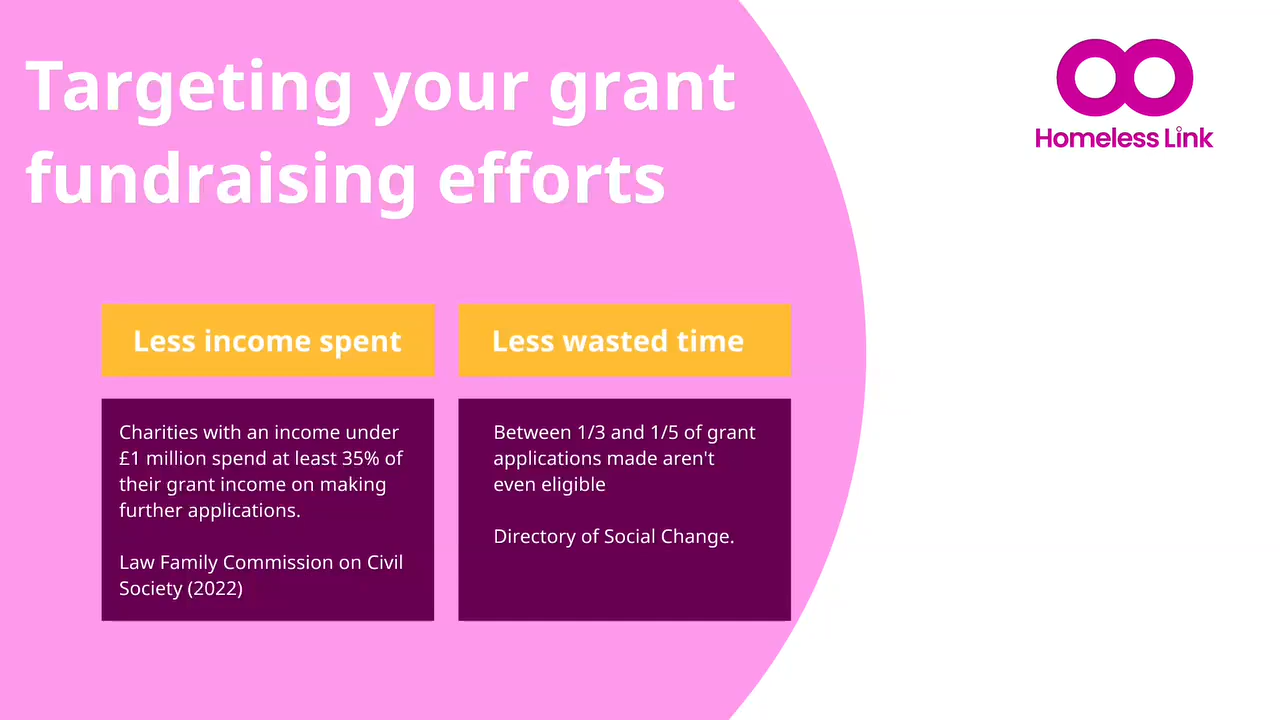 Targeting your grant
fundraising efforts
Homeless Link
Less income spent
Charities with an income under
£1 million spend at least 35% of
their grant income on making
further applications.
Law Family Commission on Civil
Society (2022)
Less wasted time
Between 1/3 and 1/5 of grant
applications made aren't
even eligible
Directory of Social Change.